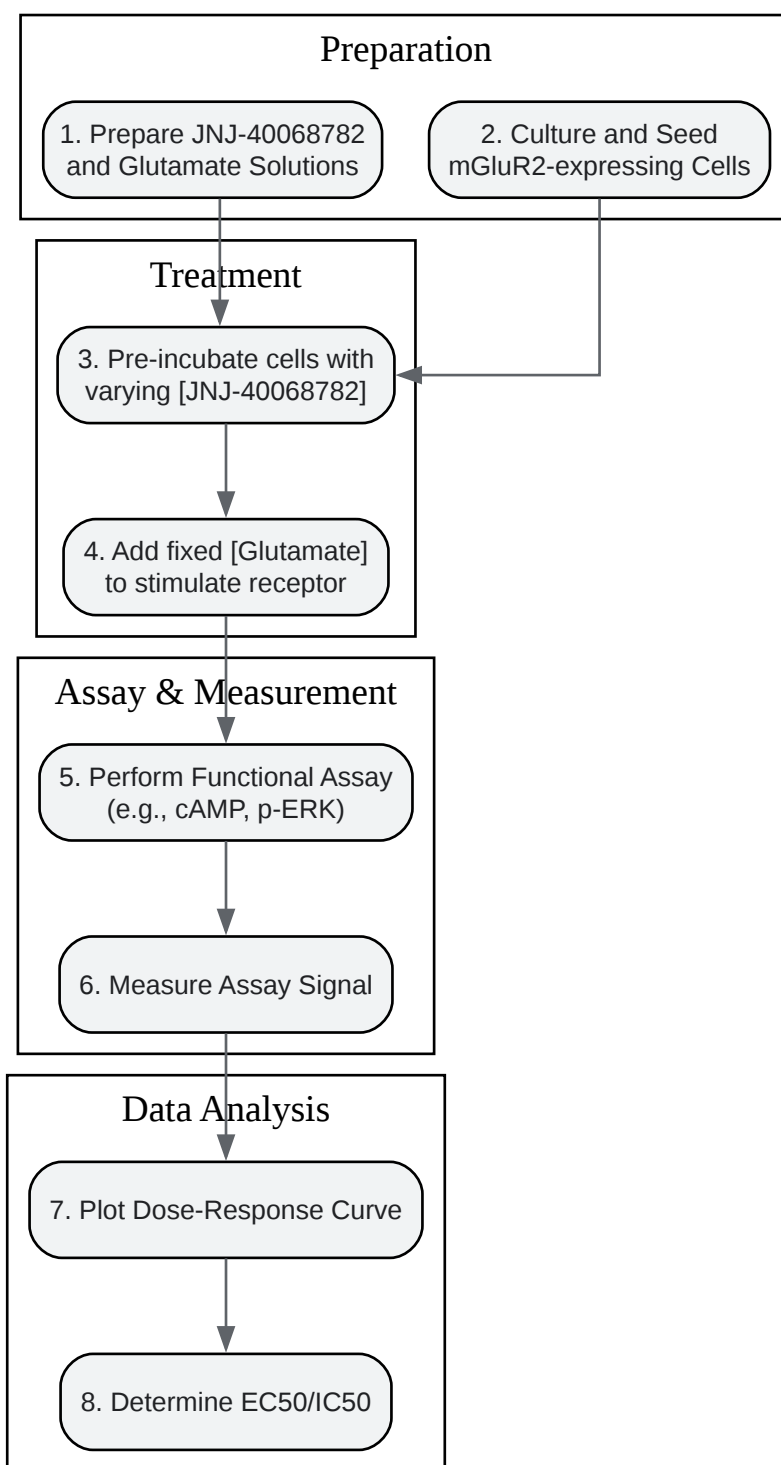 Preparation
1. Prepare JNJ-40068782
and Glutamate Solutions
2. Culture and Seed
mGluR2-expressing Cells
Treatment
3. Pre-incubate cells with
varying [JNJ-40068782]
4. Add fixed [Glutamate]
to stimulate receptor
Assay & Measurement
5. Perform Functional Assay
(e.g., cAMP, p-ERK)
6. Measure Assay Signal
Data Analysis
7. Plot Dose-Response Curve
8. Determine EC50/IC50